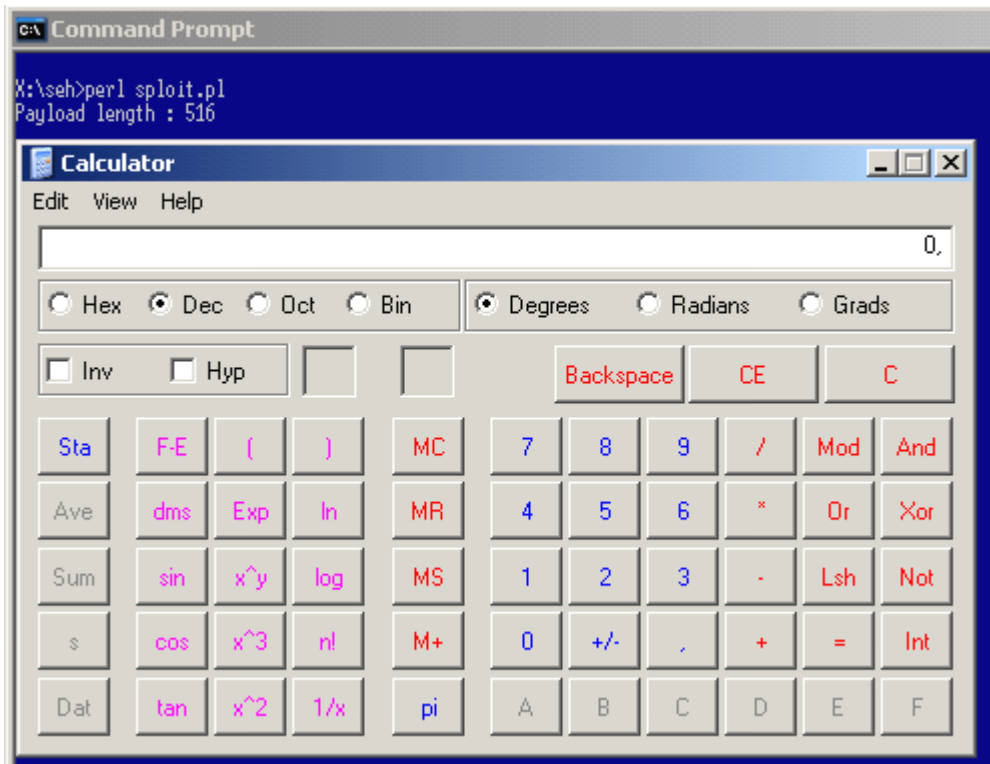 C:\ Command Prompt
X:\seh>perl sploit.pl
Payload length : 516
Calculator
Edit View Help
0,
Hex Dec Oct Bin Degrees Radians Grads
Inv Hyp Backspace CE C
Sta F-E ( ) MC 7 8 9 / Mod And
Ave dms Exp ln MR 4 5 6 * Or Xor
Sum sin x^y log MS 1 2 3 - Lsh Not
s cos x^3 n! M+ 0 +/- , + = Int
Dat tan x^2 1/x pi A B C D E F